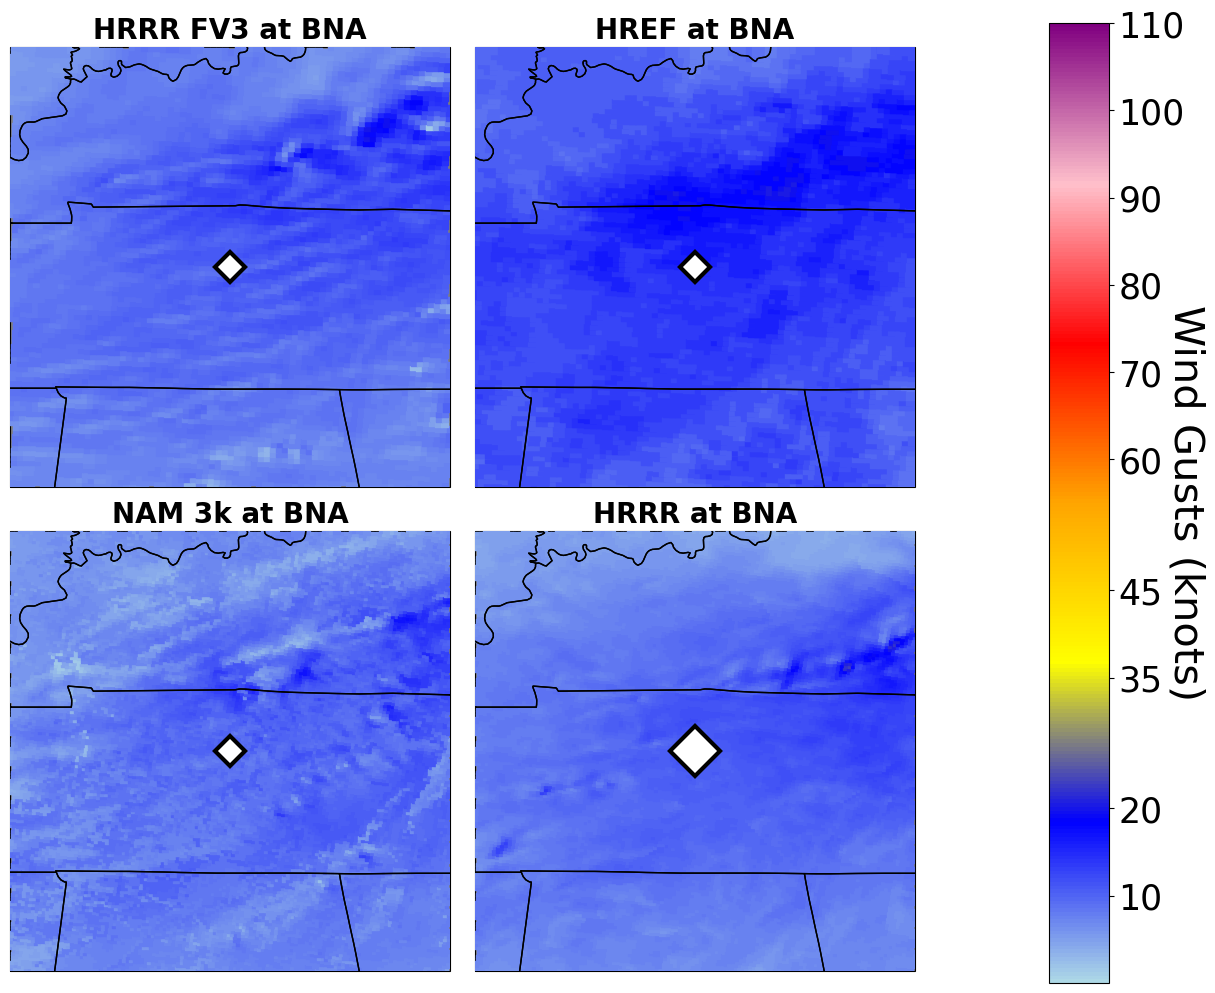 HRRR FV3 at BNA
HREF at BNA
NAM 3k at BNA
HRRR at BNA
110
100
90
80
70
60
45
35
20
10
Wind Gusts (knots)